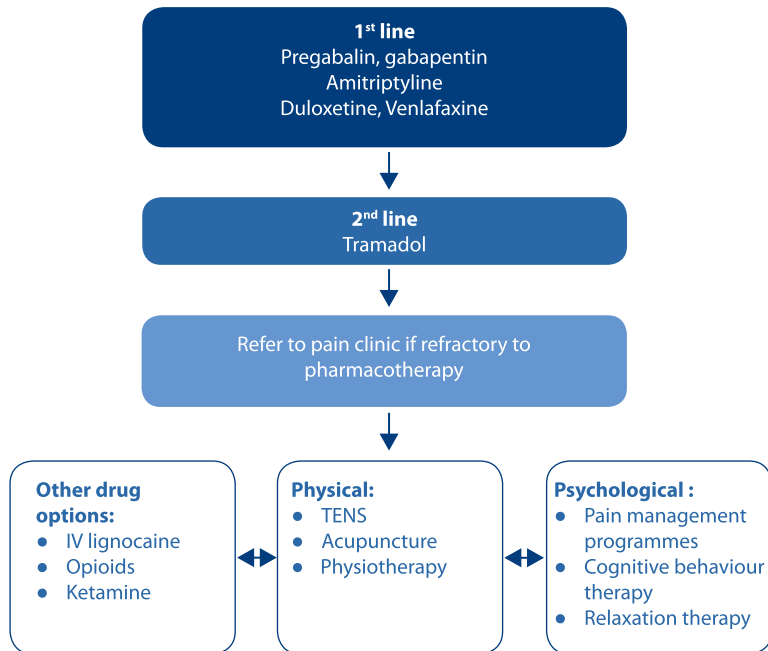 1st line
Pregabalin, gabapentin
Amitriptyline
Duloxetine, Venlafaxine
2nd line
Tramadol
Refer to pain clinic if refractory to
pharmacotherapy
Other drug
options:
● IV lignocaine
● Opioids
● Ketamine
Physical:
● TENS
● Acupuncture
● Physiotherapy
Psychological :
● Pain management
programmes
● Cognitive behaviour
therapy
● Relaxation therapy